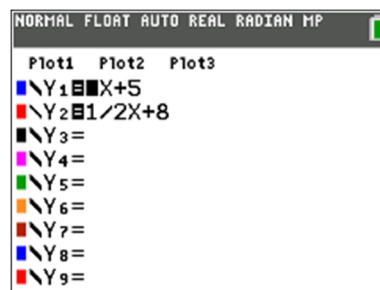 NORMAL FLOAT AUTO REAL RADIAN MP
Plot1 Plot2 Plot3
\Y1=X+5
\Y2=1/2X+8
\Y3=
\Y4=
\Y5=
\Y6=
\Y7=
\Y8=
\Y9=